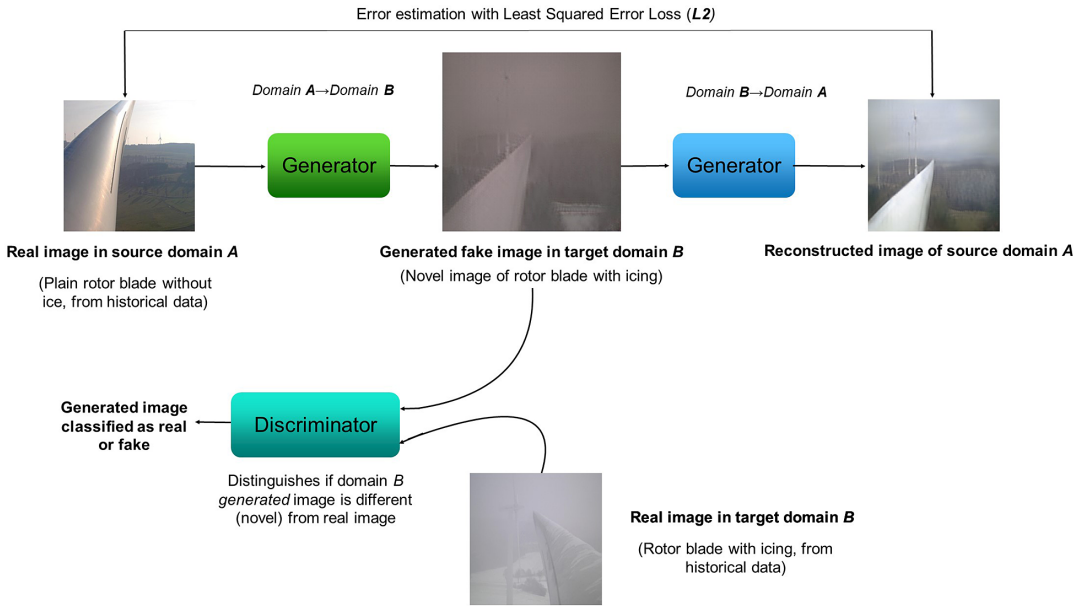 Error estimation with Least Squared Error Loss (L2)
Domain A→Domain B
Domain B→Domain A
Generator
Generator
Real image in source domain A
(Plain rotor blade without
ice, from historical data)
Generated fake image in target domain B
(Novel image of rotor blade with icing)
Reconstructed image of source domain A
Generated image
classified as real
or fake
Discriminator
Distinguishes if domain B
generated image is different
(novel) from real image
Real image in target domain B
(Rotor blade with icing, from
historical data)